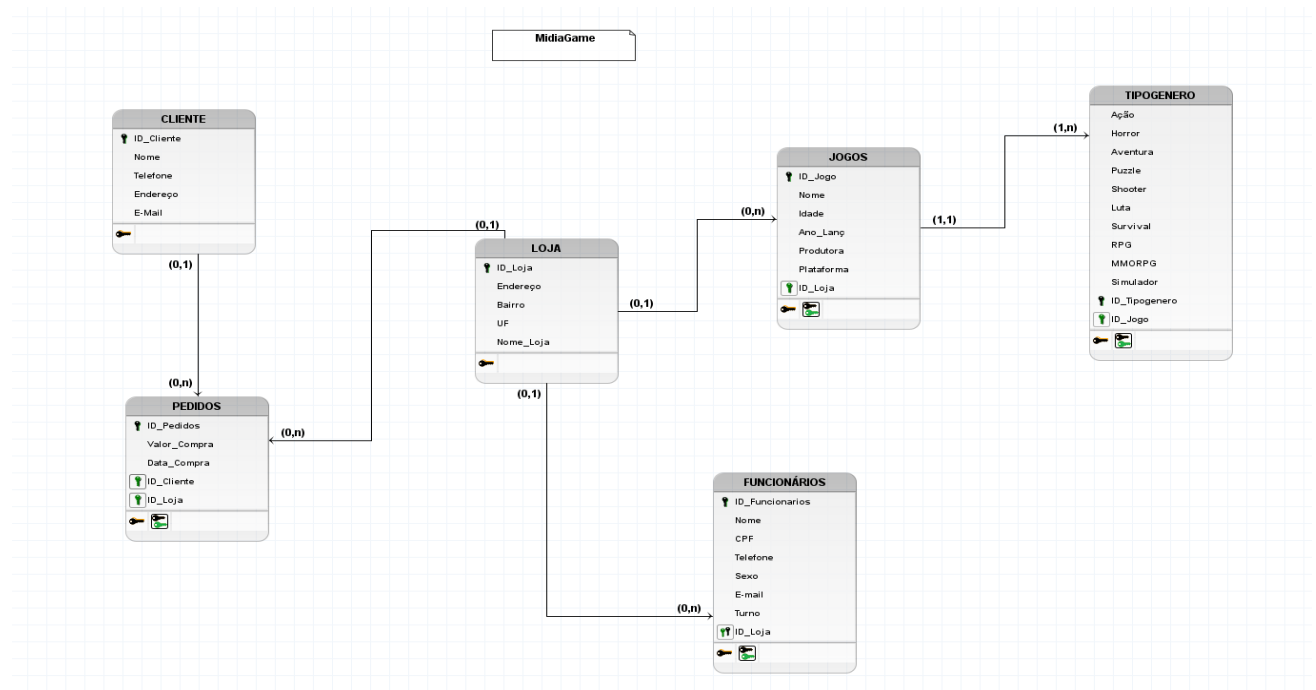 MidiaGame
CLIENTE
ID_Cliente
Nome
Telefone
Endereço
E-Mail
(0,1)
(0,n)
PEDIDOS
ID_Pedidos
Valor_Compra
Data_Compra
ID_Cliente
ID_Loja
(0,n)
(0,1)
LOJA
ID_Loja
Endereço
Bairro
UF
Nome_Loja
(0,1)
(0,1)
(0,n)
JOGOS
ID_Jogo
Nome
Idade
Ano_Lanç
Produtora
Plataforma
ID_Loja
(1,1)
(1,n)
TIPOGENERO
Ação
Horror
Aventura
Puzzle
Shooter
Luta
Survival
RPG
MMORPG
Simulador
ID_Tipogenero
ID_Jogo
(0,n)
FUNCIONÁRIOS
ID_Funcionarios
Nome
CPF
Telefone
Sexo
E-mail
Turno
ID_Loja